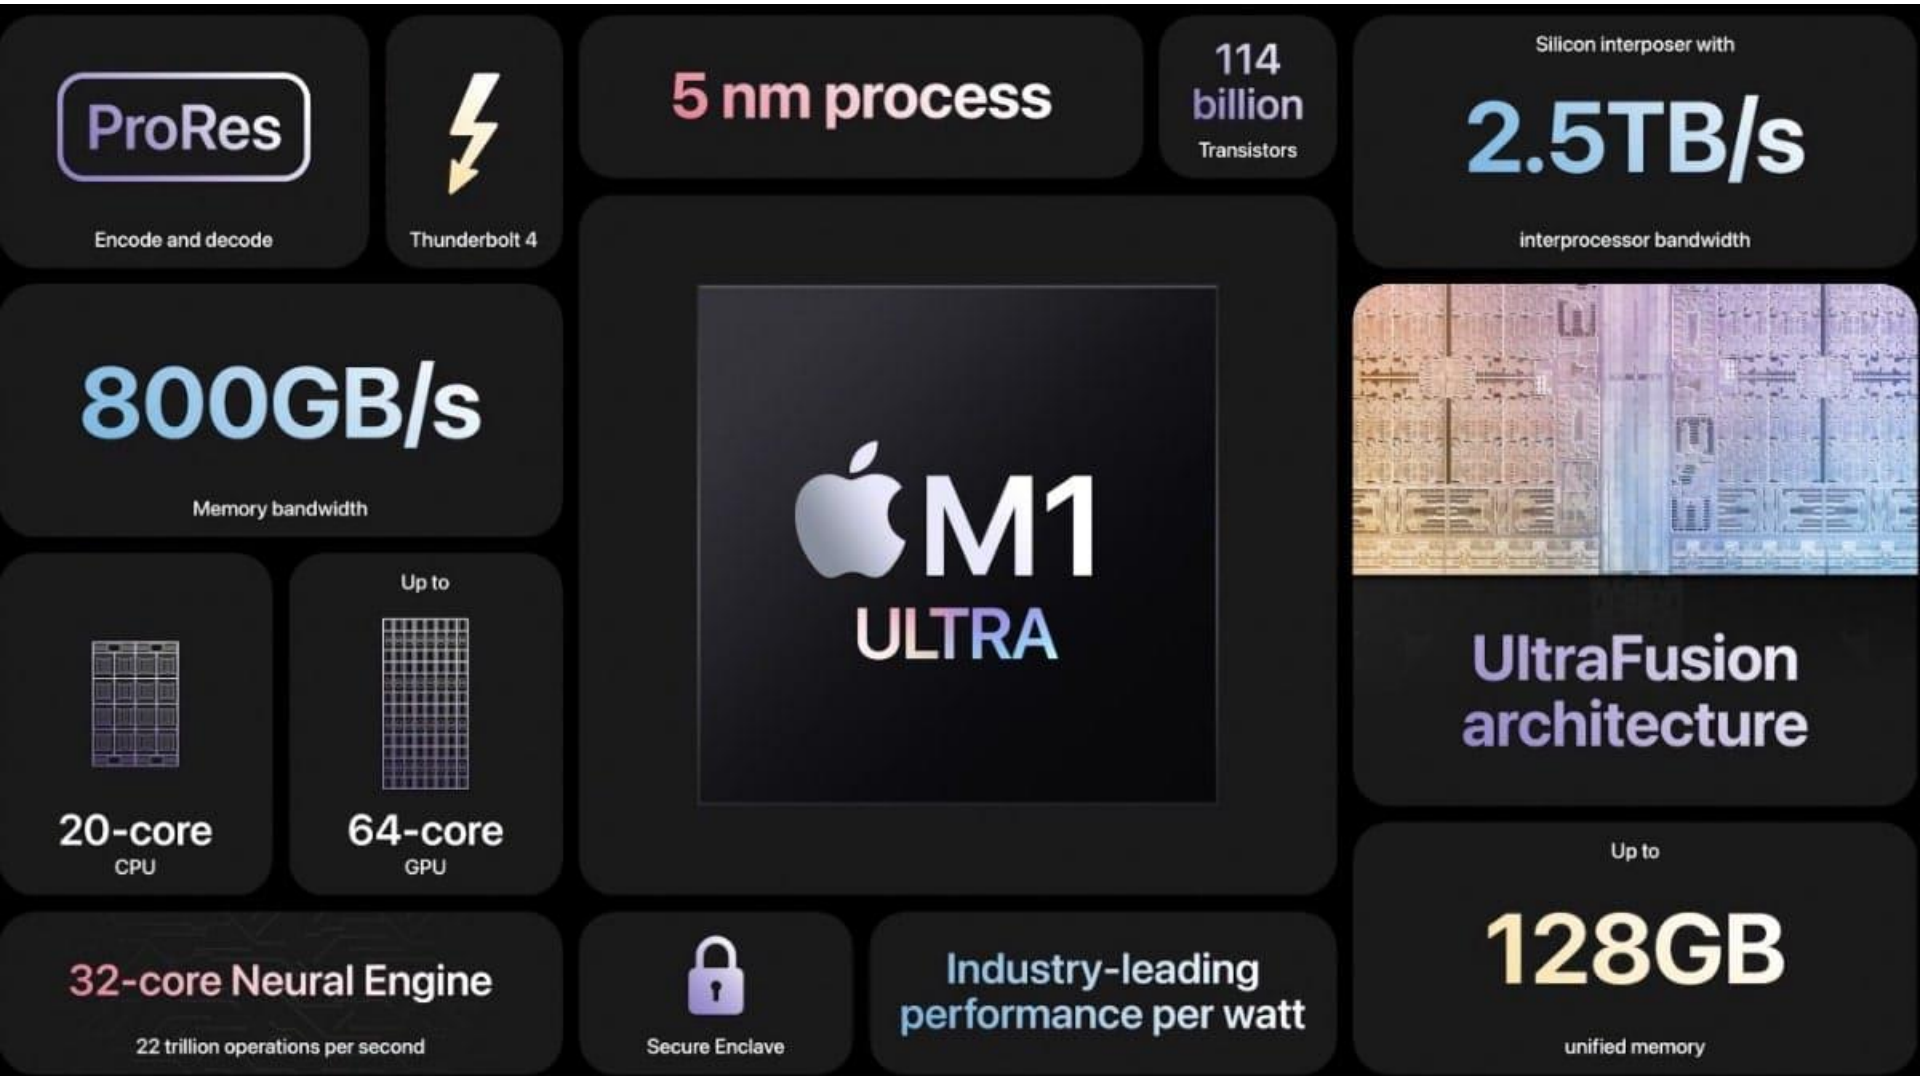 ProRes
Encode and decode
Thunderbolt 4
5 nm process
114
billion
Transistors
Silicon interposer with
2.5TB/s
interprocessor bandwidth
800GB/s
Memory bandwidth
M1
ULTRA
UltraFusion
architecture
20-core
CPU
Up to
64-core
GPU
Up to
128GB
unified memory
32-core Neural Engine
22 trillion operations per second
Secure Enclave
Industry-leading
performance per watt